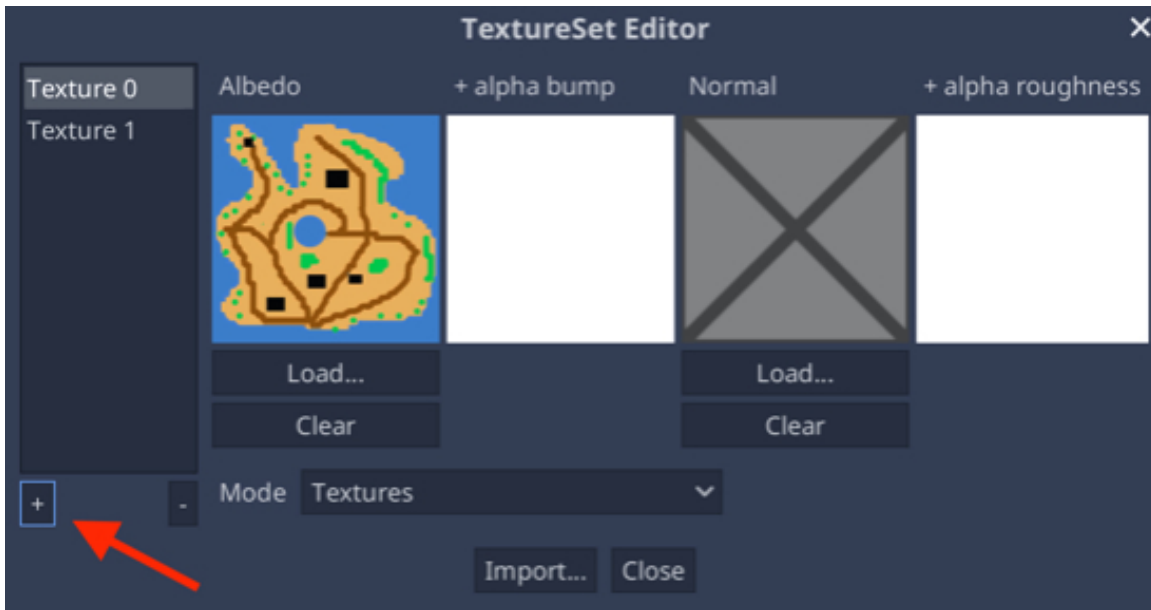 TextureSet Editor
Texture 0
Texture 1
Albedo
+ alpha bump
Normal
+ alpha roughness
Load...
Load...
Clear
Clear
+
-
Mode
Textures
Import...
Close